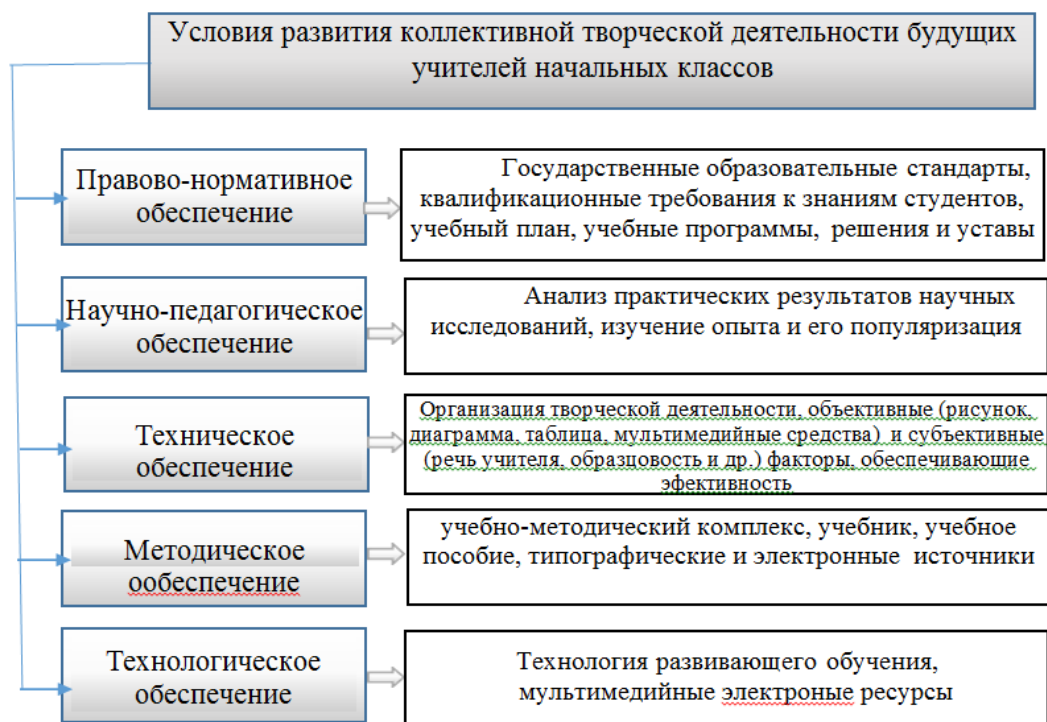 Условия развития коллективной творческой деятельности будущих
учителей начальных классов
Правово-нормативное
обеспечение
Государственные образовательные стандарты,
квалификационные требования к знаниям студентов,
учебный план, учебные программы, решения и уставы
Научно-педагогическое
обеспечение
Анализ практических результатов научных
исследований, изучение опыта и его популяризация
Техническое
обеспечение
Организация творческой деятельности, объективные (рисунок,
диаграмма, таблица, мультимедийные средства) и субъективные
(речь учителя, образцовость и др.) факторы, обеспечивающие
эфективность
Методическое
ообеспечение
учебно-методический комплекс, учебник, учебное
пособие, типографические и электронные источники
Технологическое
обеспечение
Технология развивающего обучения,
мультимедийные электроные ресурсы